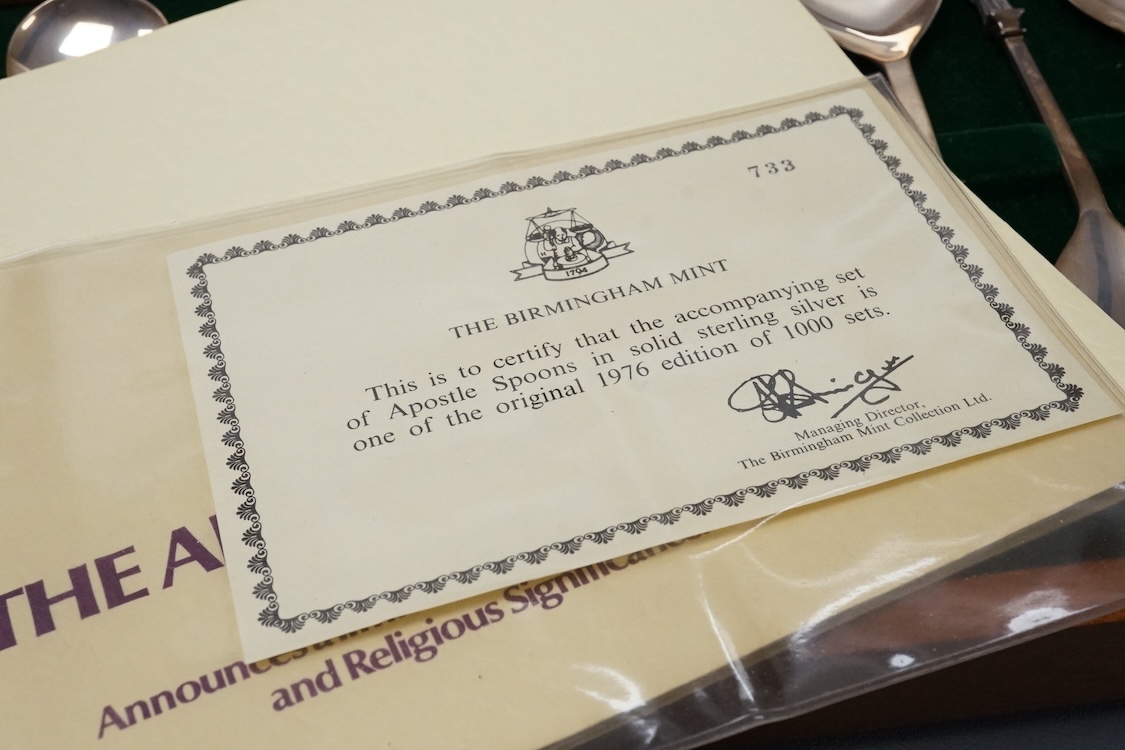 733
1794
THE BIRMINGHAM MINT
This is to certify that the accompanying set
of Apostle Spoons in solid sterling silver is
one of the original 1976 edition of 1000 sets.
Managing Director,
The Birmingham Mint Collection Ltd.
THE
Announces
and Religious Significance